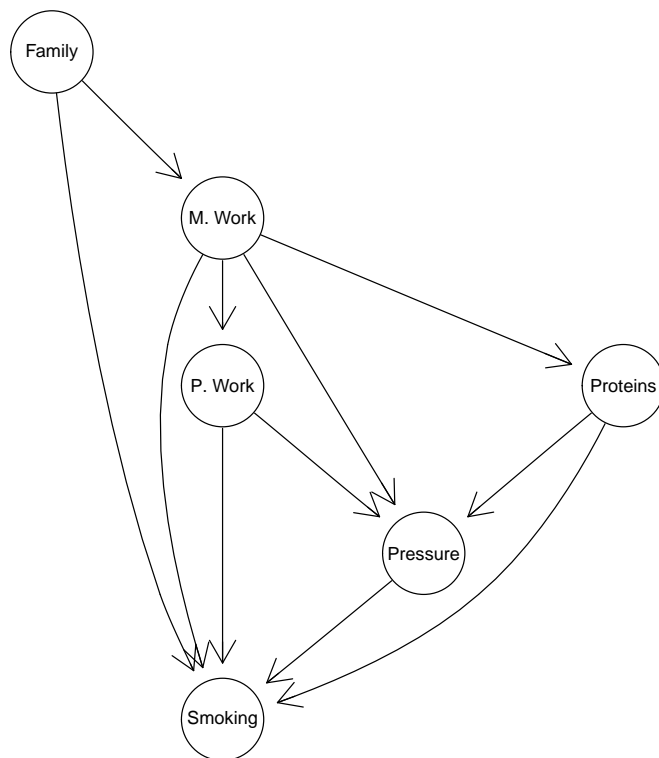 Family
M. Work
P. Work
Proteins
Pressure
Smoking